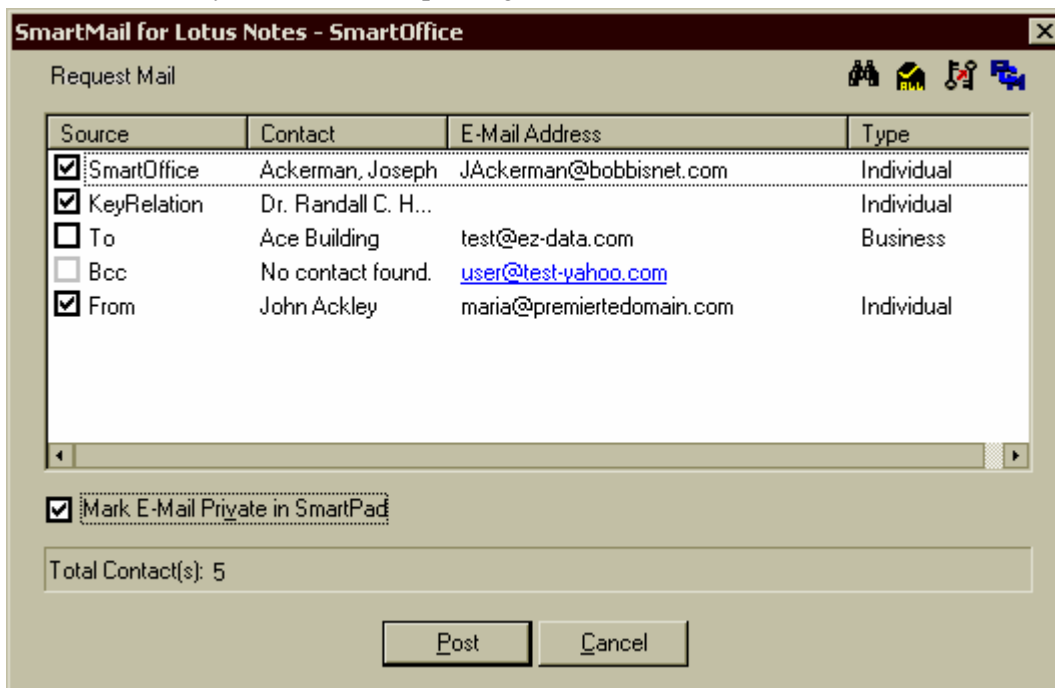 SmartMail for Lotus Notes - SmartOffice
Request Mail
Source Contact E-Mail Address Type
SmartOffice Ackerman, Joseph JAckerman@bobbisnet.com Individual
KeyRelation Dr. Randall C. H... Individual
To Ace Building test@ez-data.com Business
Bcc No contact found. user@test-yahoo.com
From John Ackley maria@premiertedomain.com Individual
Mark E-Mail Private in SmartPad
Total Contact(s): 5
Post Cancel